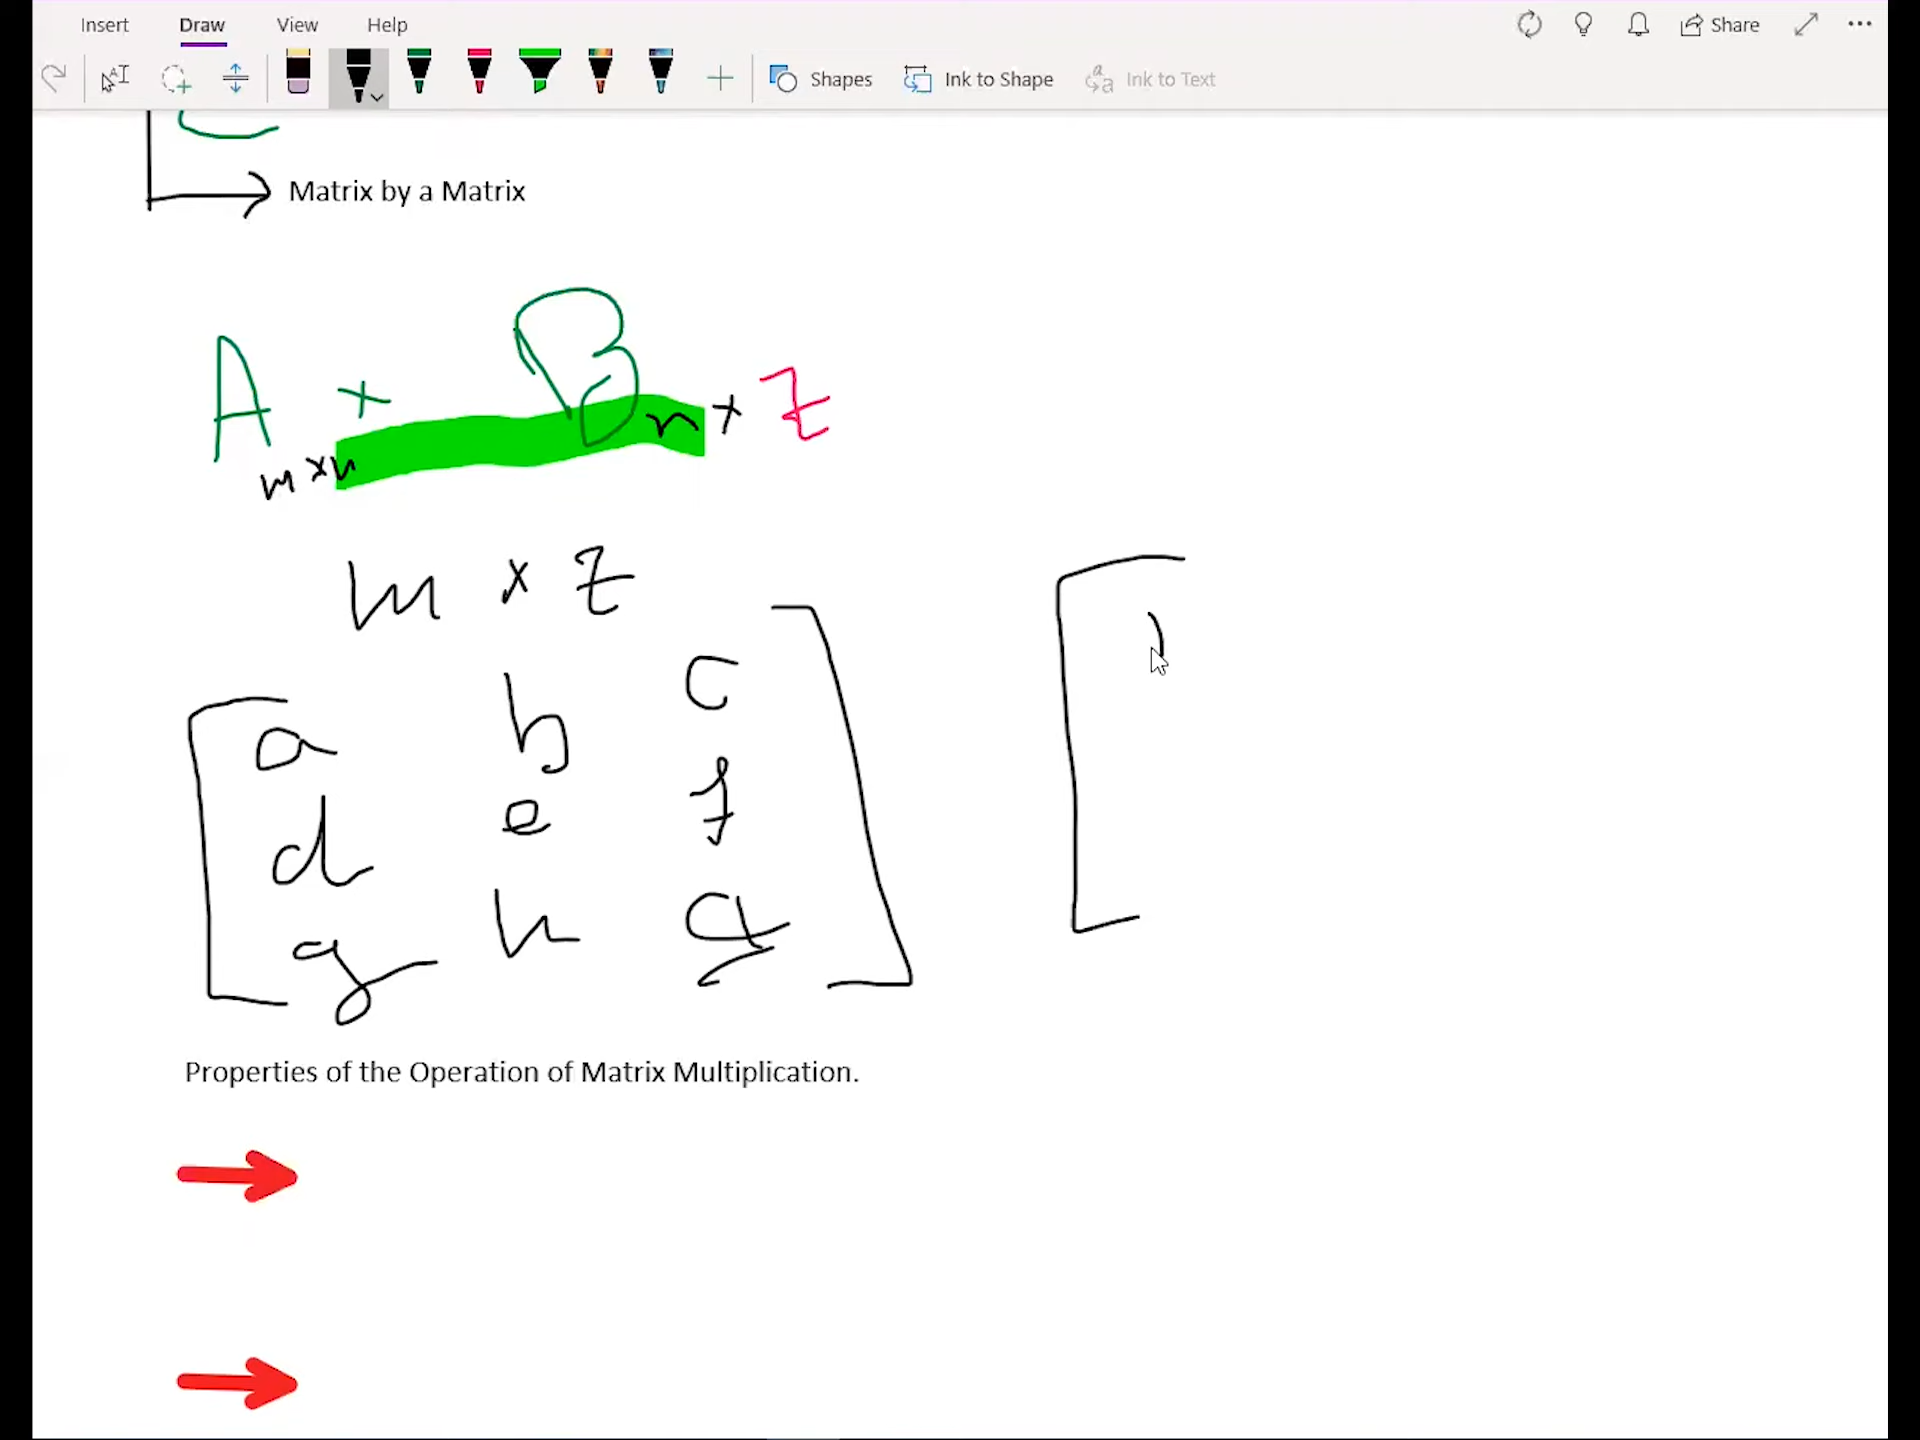 Insert Draw View Help Share
Shapes Ink to Shape Ink to Text
Matrix by a Matrix
A × B
m × n n × z
m × z
a b c
d e f
g h
Properties of the Operation of Matrix Multiplication.